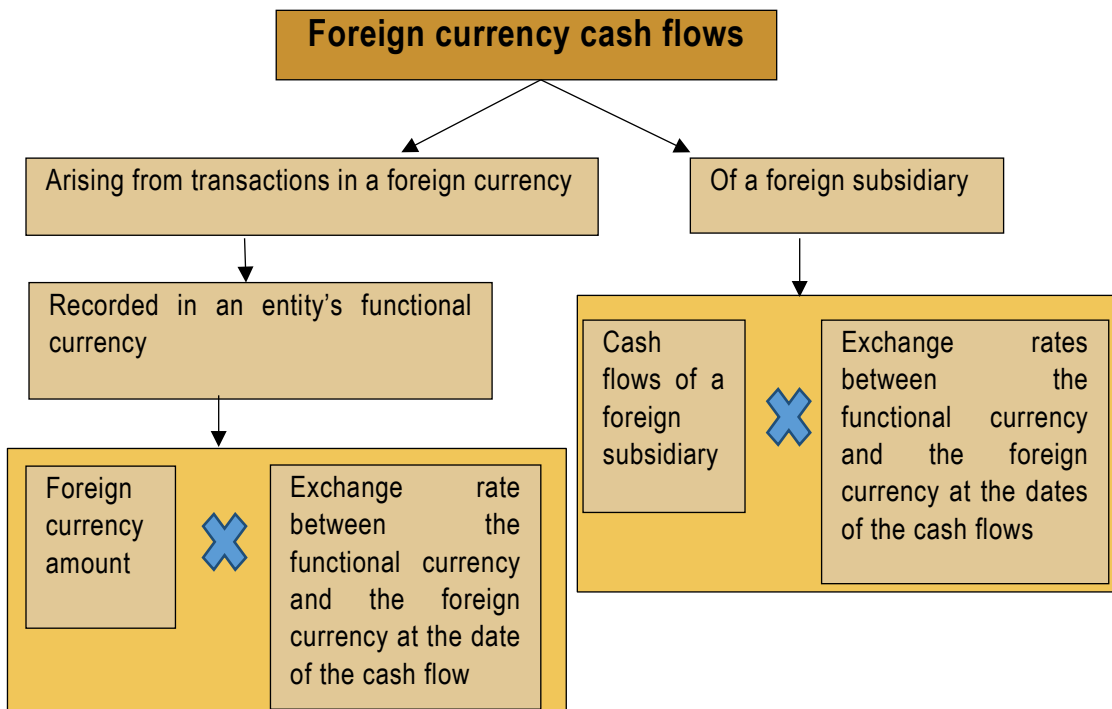 Foreign currency cash flows
Arising from transactions in a foreign currency
Of a foreign subsidiary
Recorded in an entity's functional
currency
Foreign
currency
amount
Exchange rate
between the
functional currency
and the foreign
currency at the date
of the cash flow
Cash
flows of a
foreign
subsidiary
Exchange rates
between the
functional currency
and the foreign
currency at the dates
of the cash flows